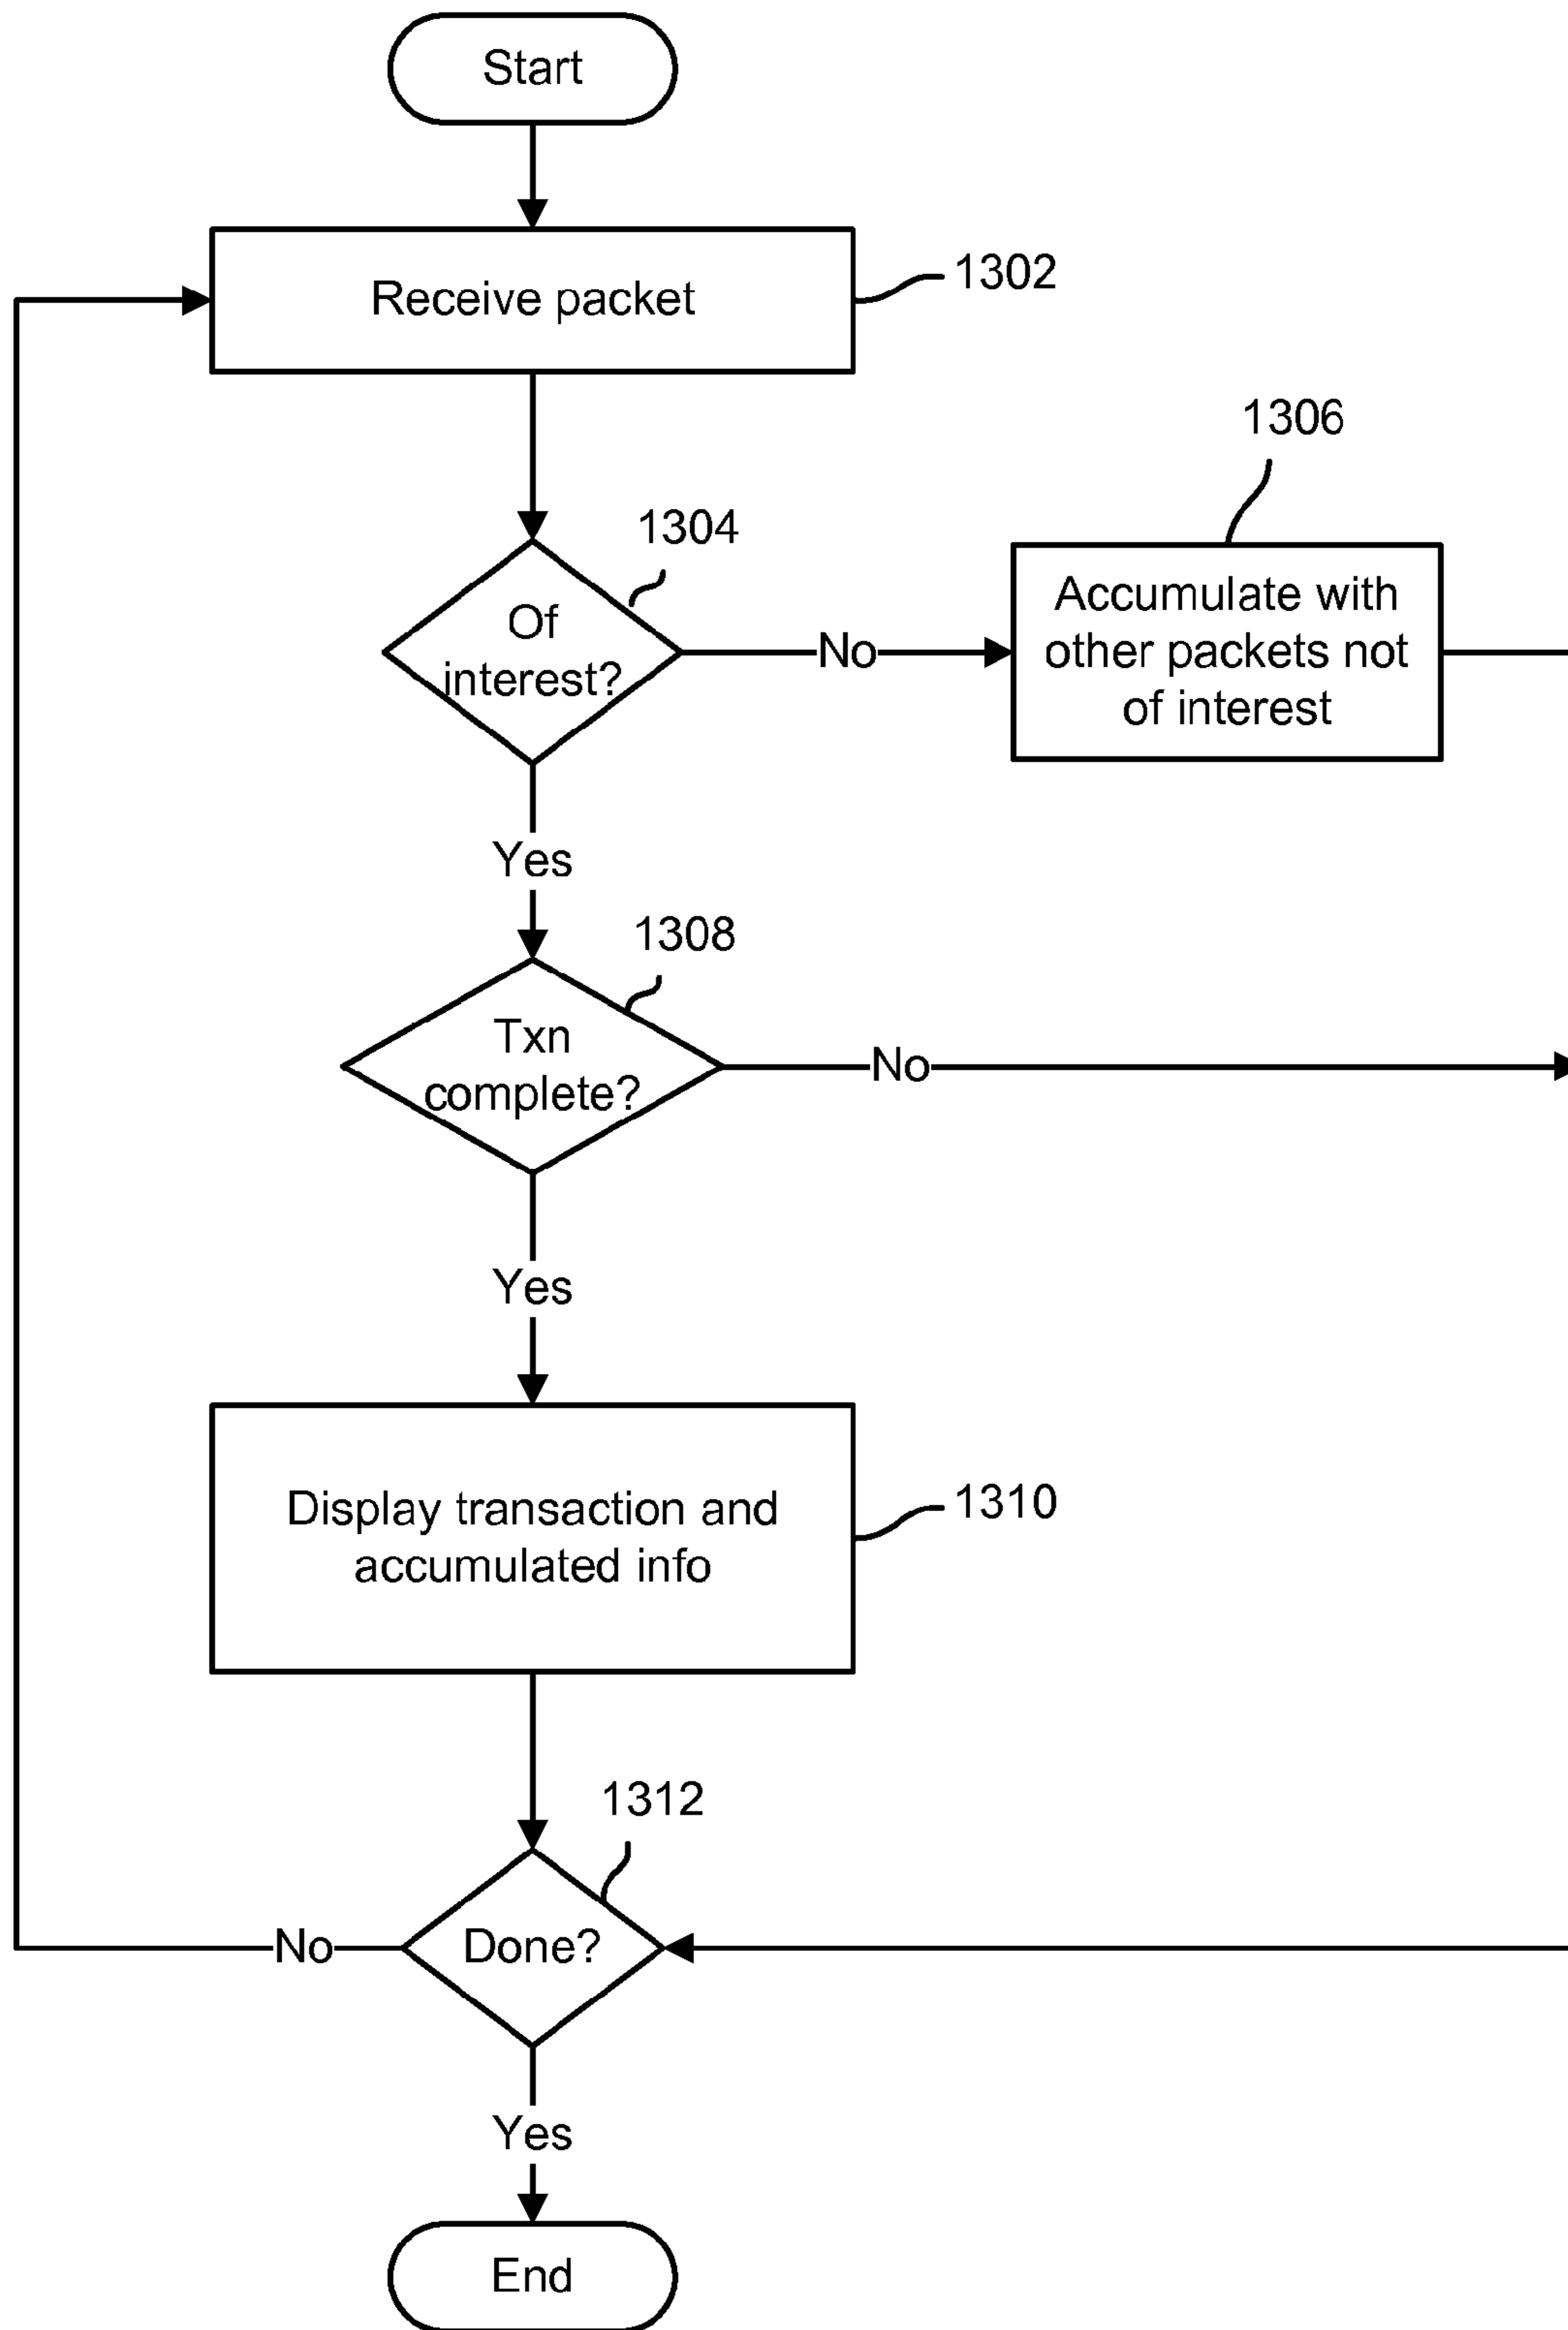 Start
Receive packet
1302
1306
1304
Of
interest?
No
Accumulate with
other packets not
of interest
Yes
1308
Txn
complete?
No
Yes
Display transaction and
accumulated info
1310
1312
No
Done?
Yes
End